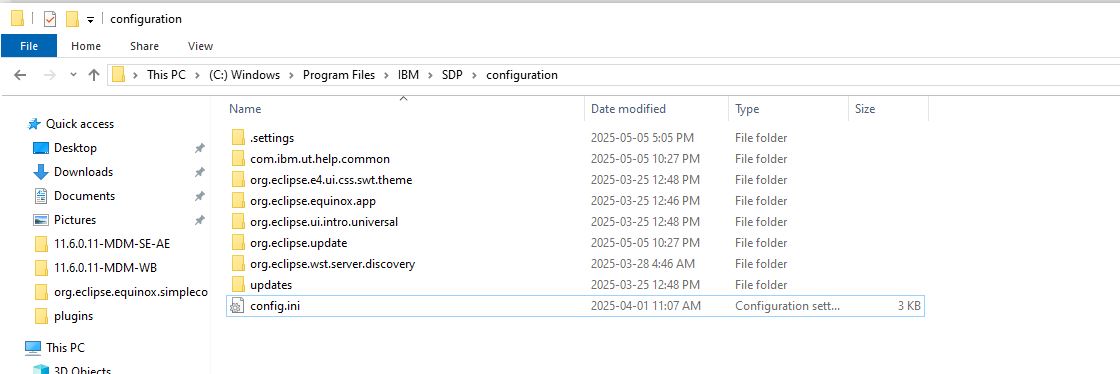 configuration
File Home Share View
This PC > (C:) Windows > Program Files > IBM > SDP > configuration
Name Date modified Type Size
Quick access
Desktop
Downloads
Documents
Pictures
11.6.0.11-MDM-SE-AE
11.6.0.11-MDM-WB
org.eclipse.equinox.simpleco
plugins
This PC
3D Objects
.settings 2025-05-05 5:05 PM File folder
com.ibm.ut.help.common 2025-05-05 10:27 PM File folder
org.eclipse.e4.ui.css.swt.theme 2025-03-25 12:48 PM File folder
org.eclipse.equinox.app 2025-03-25 12:46 PM File folder
org.eclipse.ui.intro.universal 2025-03-25 12:48 PM File folder
org.eclipse.update 2025-05-05 10:27 PM File folder
org.eclipse.wst.server.discovery 2025-03-28 4:46 AM File folder
updates 2025-03-25 12:48 PM File folder
config.ini 2025-04-01 11:07 AM Configuration sett... 3 KB